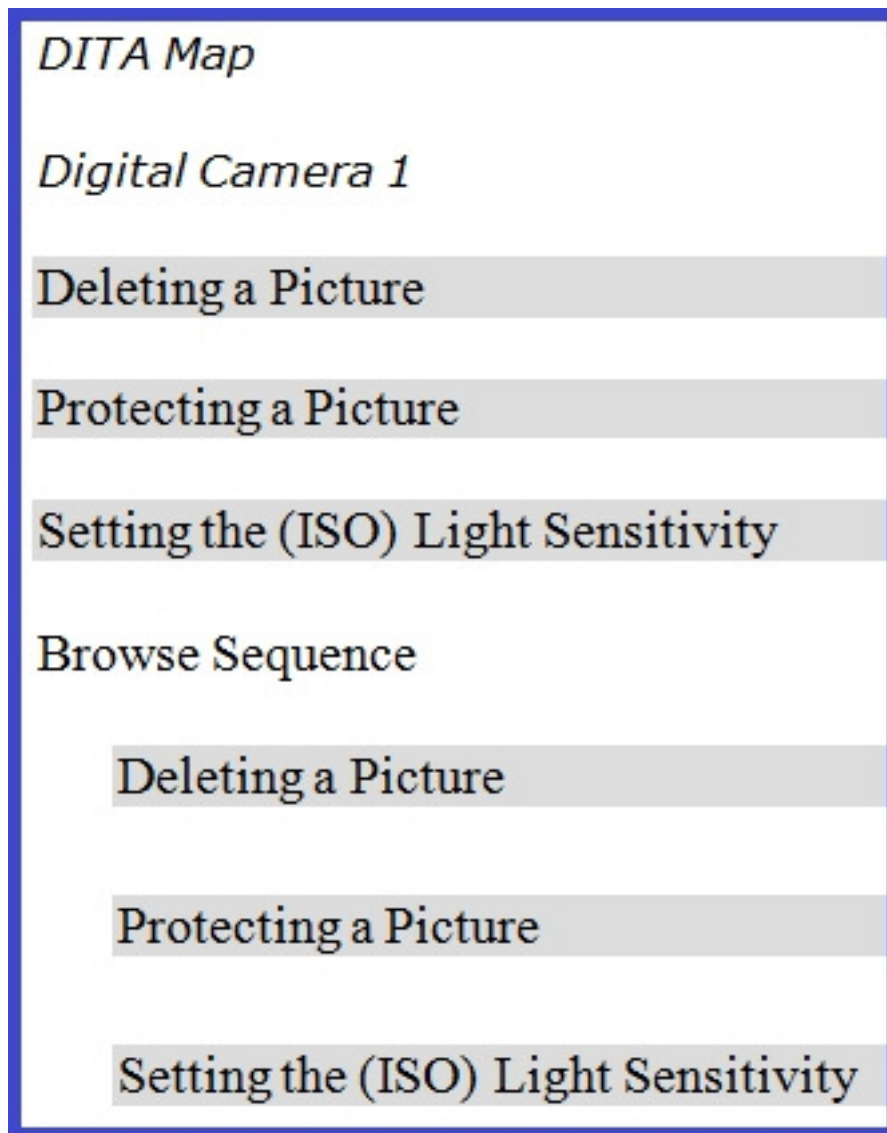 DITA Map
Digital Camera 1
Deleting a Picture
Protecting a Picture
Setting the (ISO) Light Sensitivity
Browse Sequence
Deleting a Picture
Protecting a Picture
Setting the (ISO) Light Sensitivity